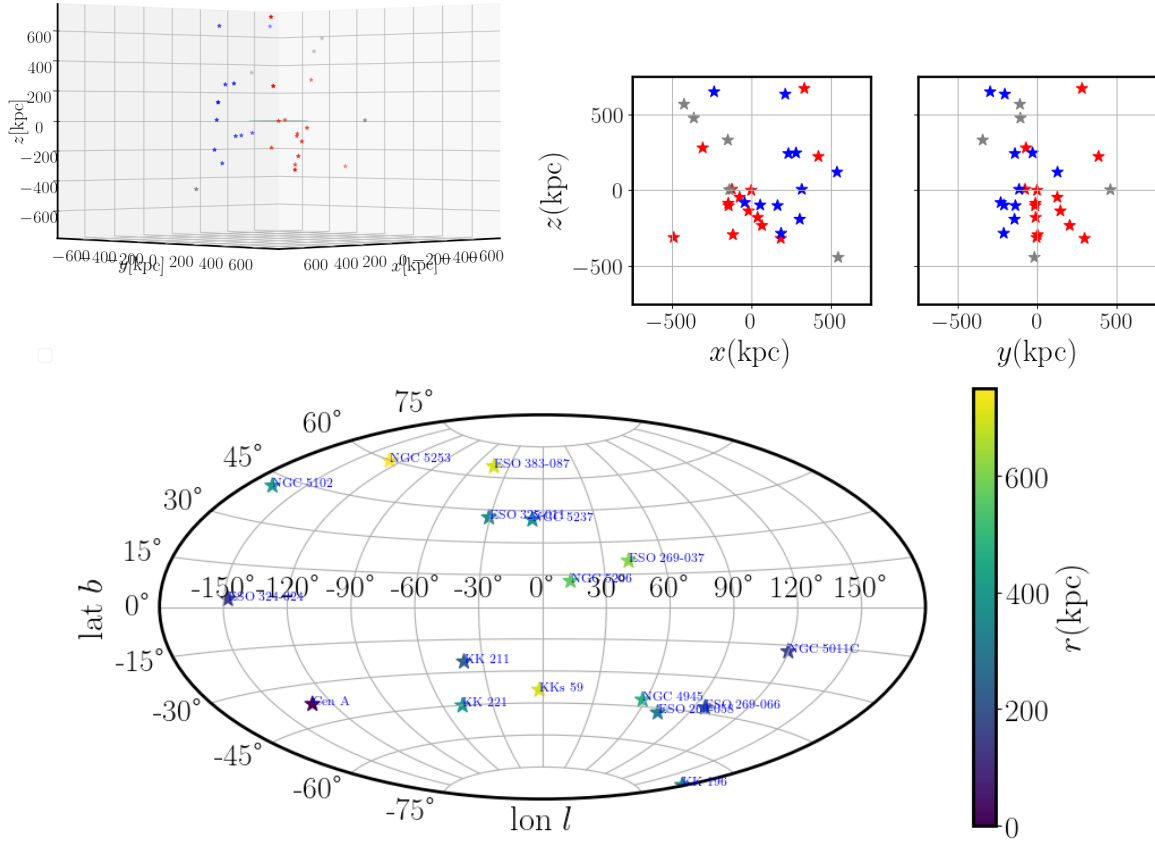 600
400
200
0
−200
−400
−600
z[kpc]
−600
400
200
0
200
400
600
y[kpc]
600
400
200
0
−200
−400
−600
x[kpc]
500
0
−500
z(kpc)
−500
0
500
x(kpc)
−500
0
500
y(kpc)
75°
60°
45°
30°
15°
0°
-15°
-30°
-45°
-60°
-75°
lat b
-150°
-120°
-90°
-60°
-30°
0°
30°
60°
90°
120°
150°
lon l
NGC 5253
ESO 383-087
NGC 5102
ESO 325-011
NGC 5237
ESO 269-037
NGC 5206
ESO 324-024
KK 211
NGC 5011C
KKs 59
Cen A
KK 221
NGC 4945
ESO 269-066
KK 196
600
400
200
0
r(kpc)